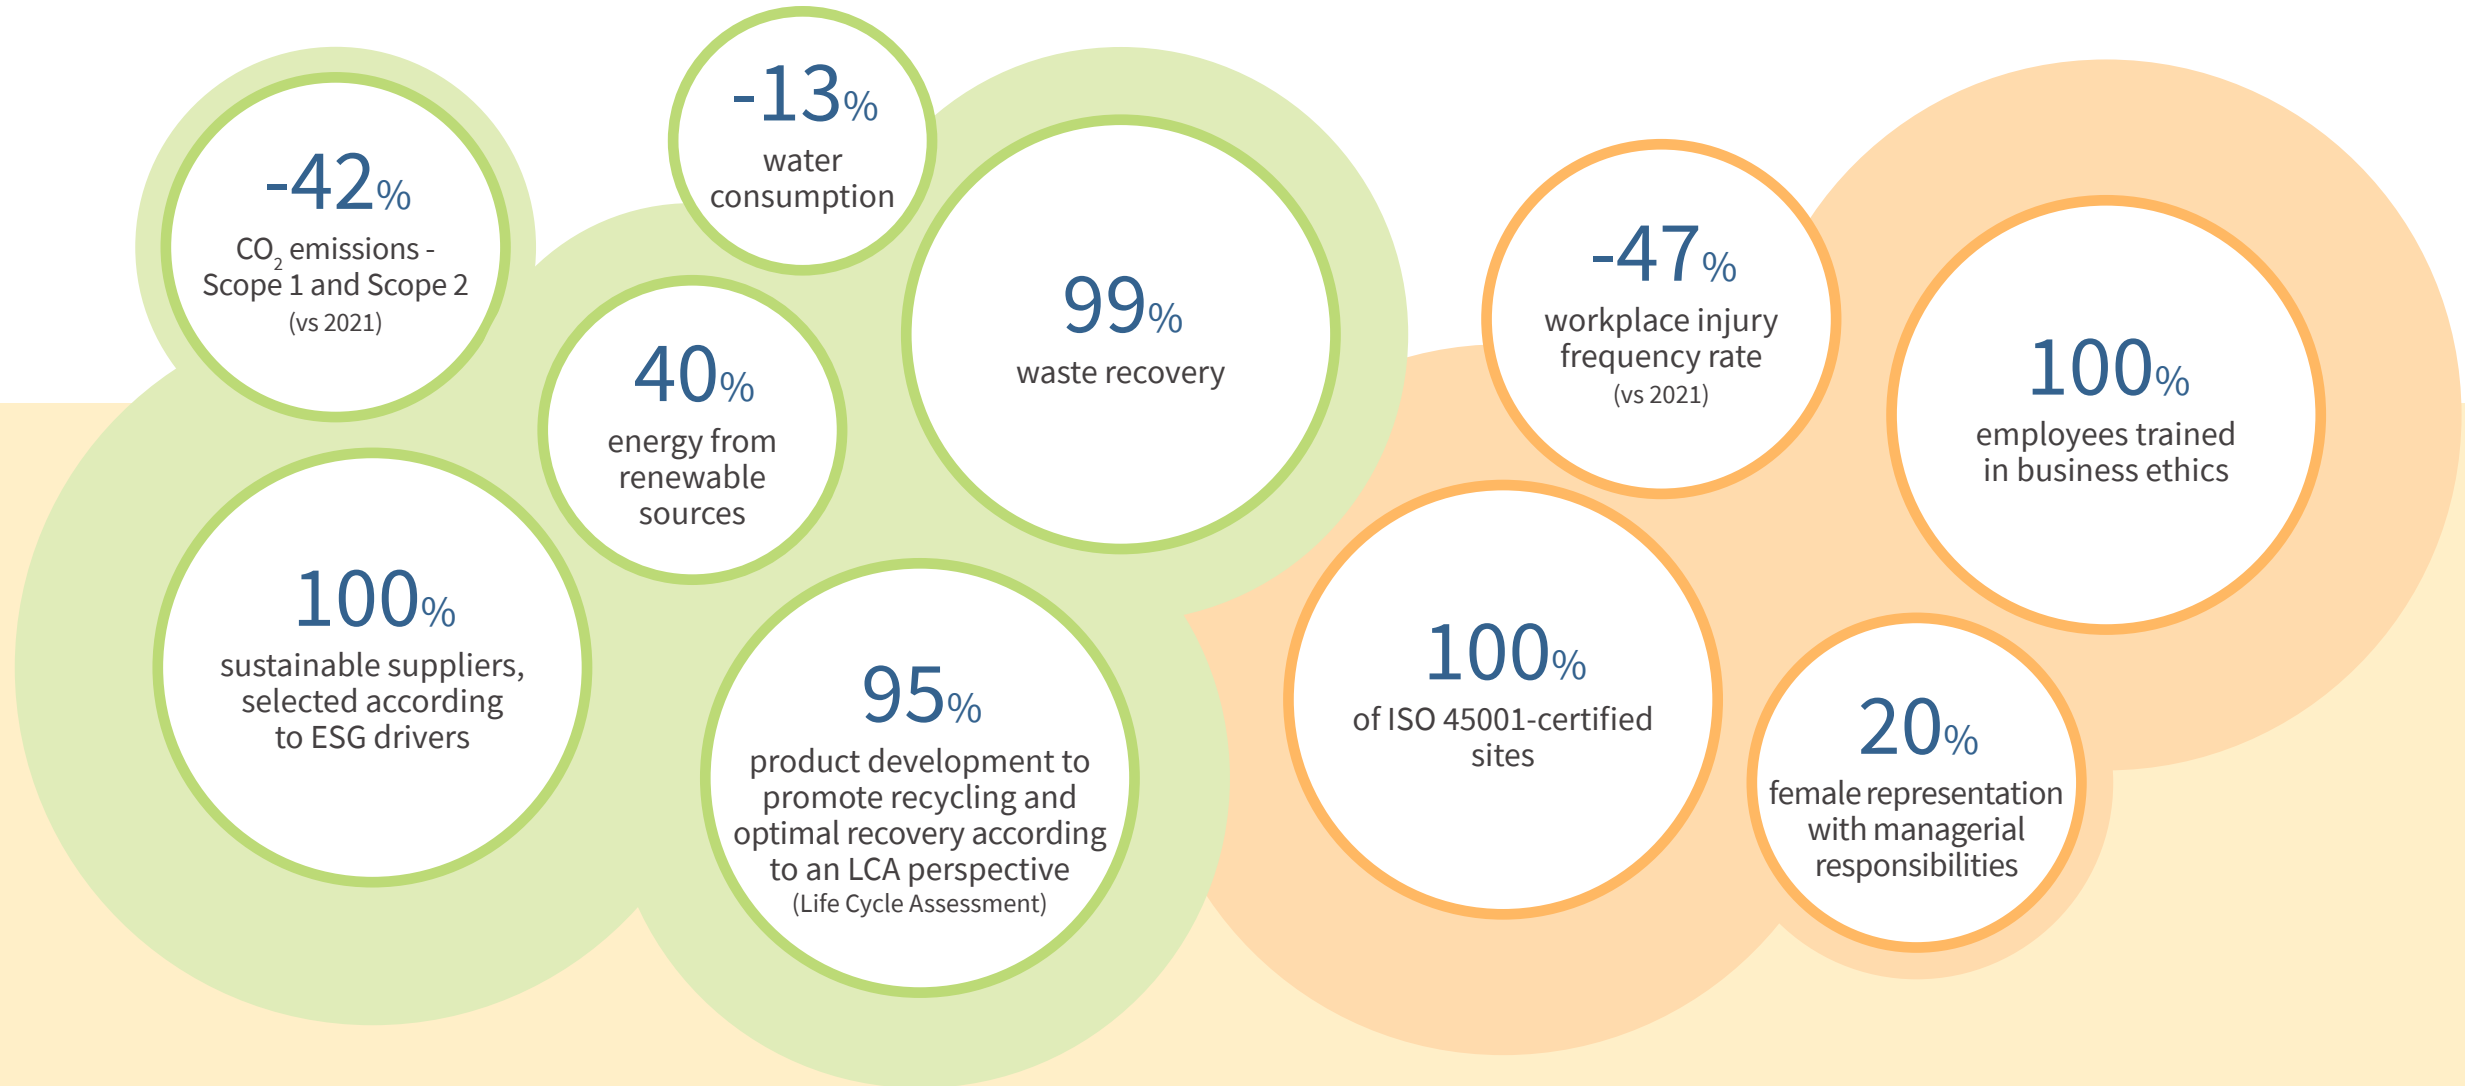 -42%
CO₂ emissions -
Scope 1 and Scope 2
(vs 2021)
-13%
water
consumption
40%
energy from
renewable
sources
99%
waste recovery
100%
sustainable suppliers,
selected according
to ESG drivers
95%
product development to
promote recycling and
optimal recovery according
to an LCA perspective
(Life Cycle Assessment)
-47%
workplace injury
frequency rate
(vs 2021)
100%
employees trained
in business ethics
100%
of ISO 45001-certified
sites
20%
female representation
with managerial
responsibilities